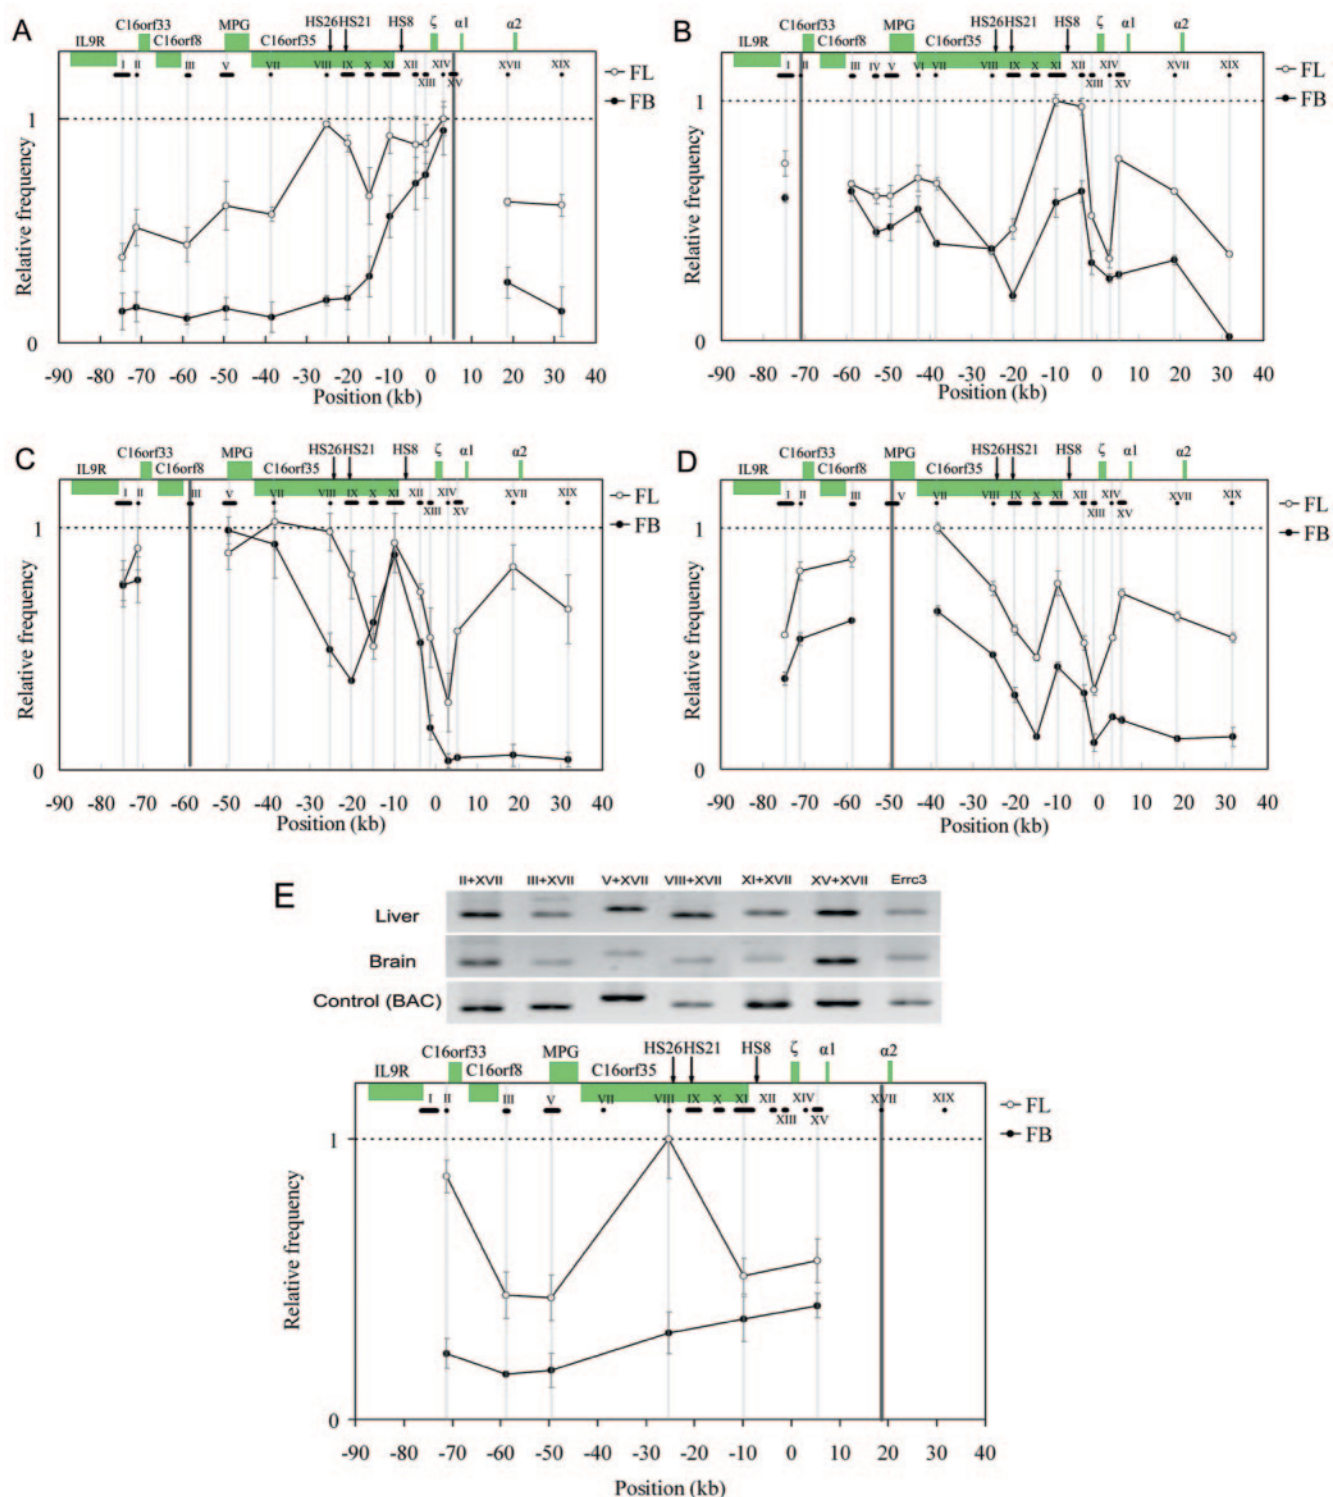 A
C16orf33 MPG HS26 HS21 HS8 ζ α1 α2
IL9R C16orf8 C16orf35
I II III V VII VIII IX X XI XII XIII XIV XV XVII XIX
FL
FB
1
0
Relative frequency
-90 -80 -70 -60 -50 -40 -30 -20 -10 0 10 20 30 40
Position (kb)
B
C16orf33 MPG HS26 HS21 HS8 ζ α1 α2
IL9R C16orf8 C16orf35
I II III IV V VI VII VIII IX X XI XII XIII XIV XV XVII XIX
FL
FB
1
0
Relative frequency
-90 -80 -70 -60 -50 -40 -30 -20 -10 0 10 20 30 40
Position (kb)
C
C16orf33 MPG HS26 HS21 HS8 ζ α1 α2
IL9R C16orf8 C16orf35
I II III V VII VIII IX X XI XII XIII XIV XV XVII XIX
FL
FB
1
0
Relative frequency
-90 -80 -70 -60 -50 -40 -30 -20 -10 0 10 20 30 40
Position (kb)
D
C16orf33 MPG HS26 HS21 HS8 ζ α1 α2
IL9R C16orf8 C16orf35
I II III V VII VIII IX X XI XII XIII XIV XV XVII XIX
FL
FB
1
0
Relative frequency
-90 -80 -70 -60 -50 -40 -30 -20 -10 0 10 20 30 40
Position (kb)
E
II+XVII III+XVII V+XVII VIII+XVII XI+XVII XV+XVII Errc3
Liver
Brain
Control (BAC)
C16orf33 MPG HS26 HS21 HS8 ζ α1 α2
IL9R C16orf8 C16orf35
I II III V VII VIII IX X XI XII XIII XIV XV XVII XIX
FL
FB
1
0
Relative frequency
-90 -80 -70 -60 -50 -40 -30 -20 -10 0 10 20 30 40
Position (kb)